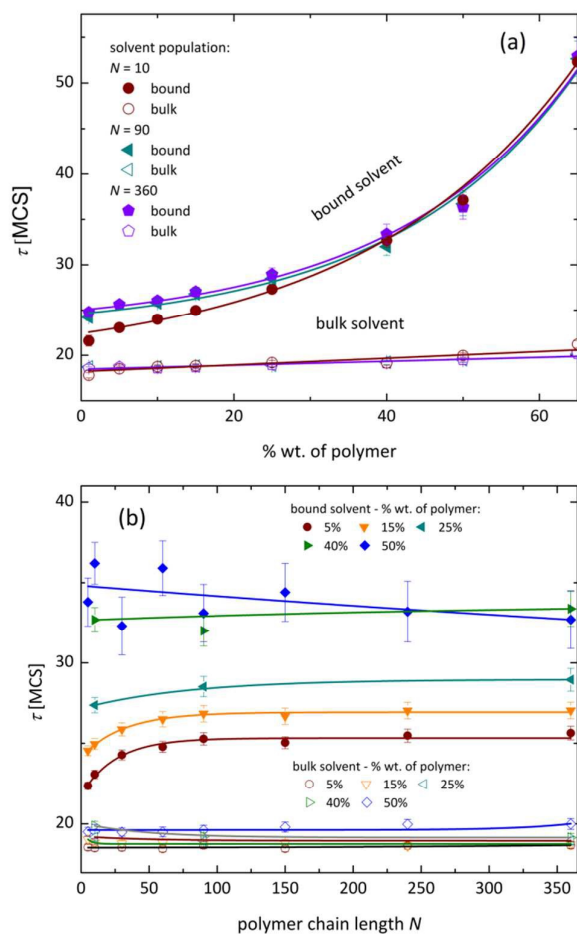 (a)
solvent population:
N = 10
bound
bulk
N = 90
bound
bulk
N = 360
bound
bulk
bound solvent
bulk solvent
50
40
30
20
τ [MCS]
0 20 40 60
% wt. of polymer
(b)
bound solvent - % wt. of polymer:
5% 15% 25%
40% 50%
bulk solvent - % wt. of polymer:
5% 15% 25%
40% 50%
40
30
20
τ [MCS]
0 50 100 150 200 250 300 350
polymer chain length N